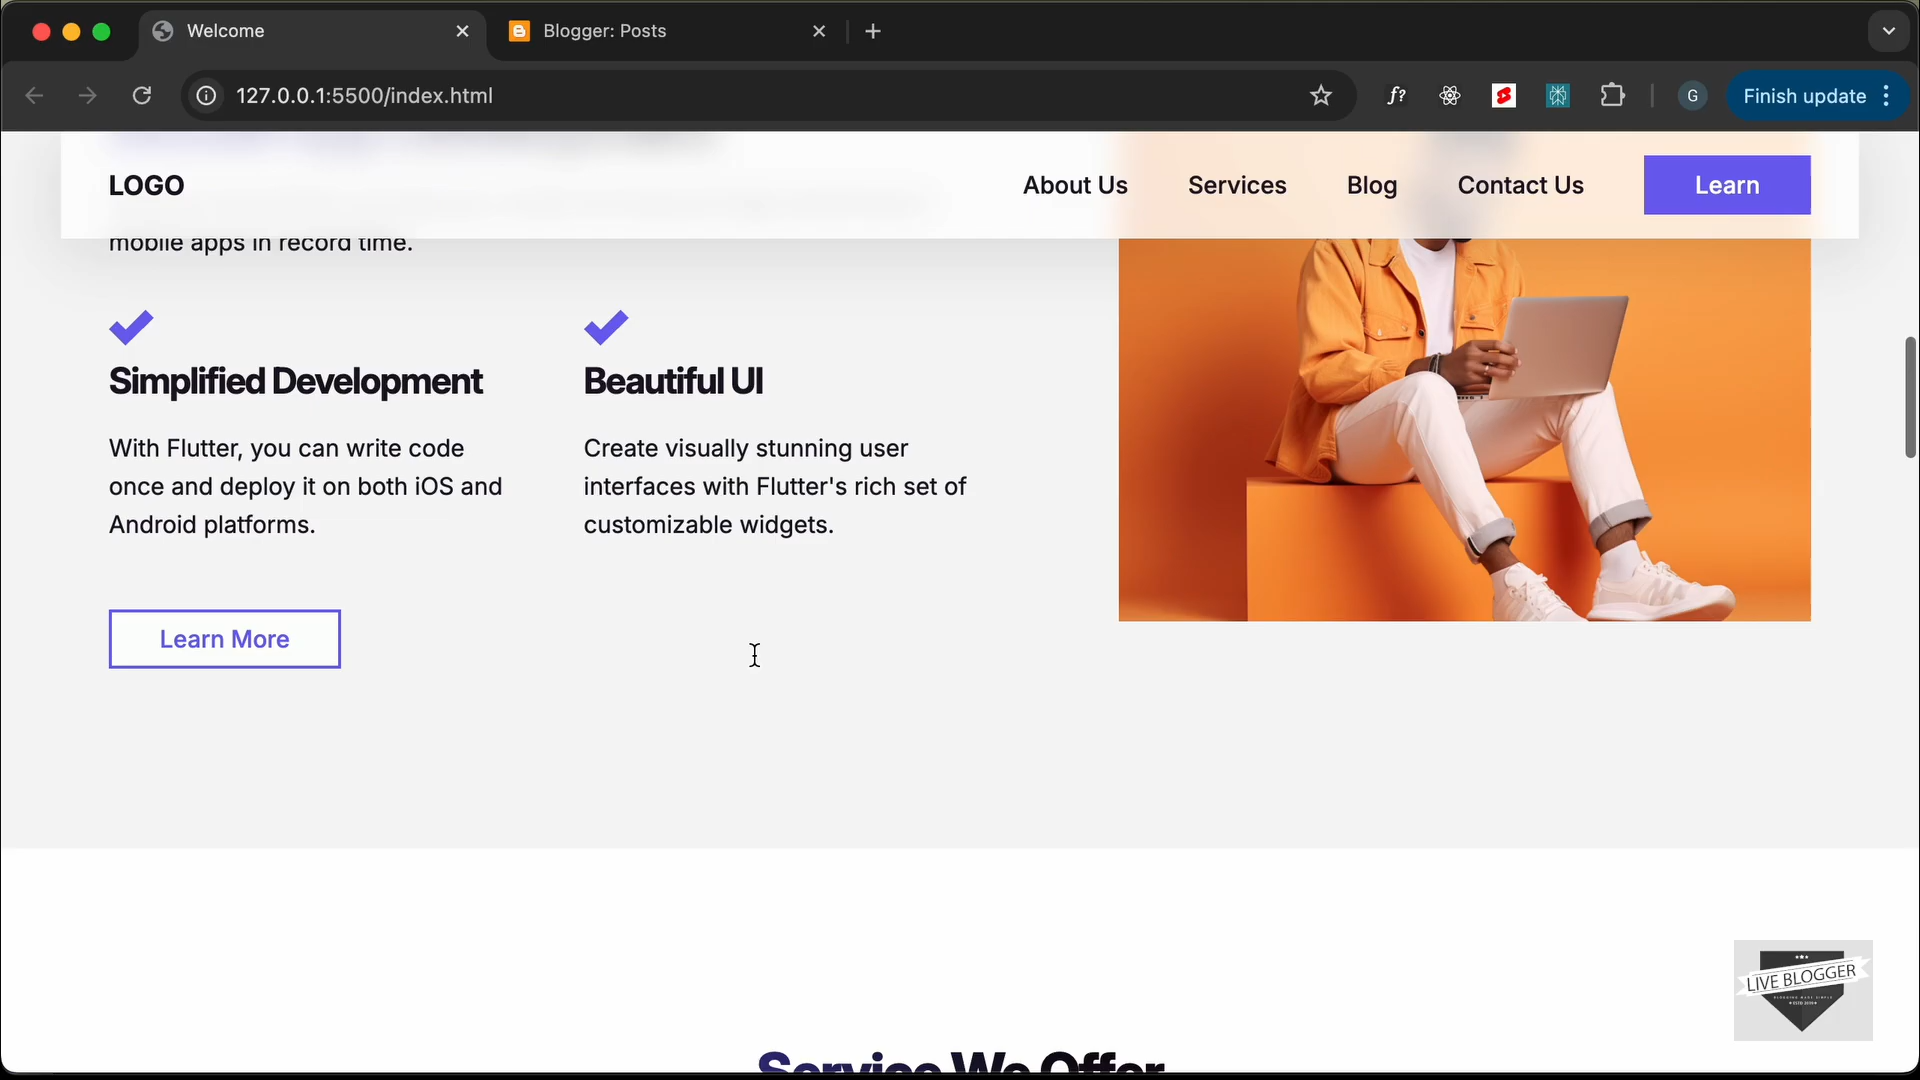 Welcome
Blogger: Posts
127.0.0.1:5500/index.html
f?
G
Finish update
LOGO
About Us
Services
Blog
Contact Us
Learn
mobile apps in record time.
Simplified Development
Beautiful UI
With Flutter, you can write code
once and deploy it on both iOS and
Android platforms.
Create visually stunning user
interfaces with Flutter's rich set of
customizable widgets.
Learn More
LIVE BLOGGER
BLOGGING MADE SIMPLE
Service We Offer